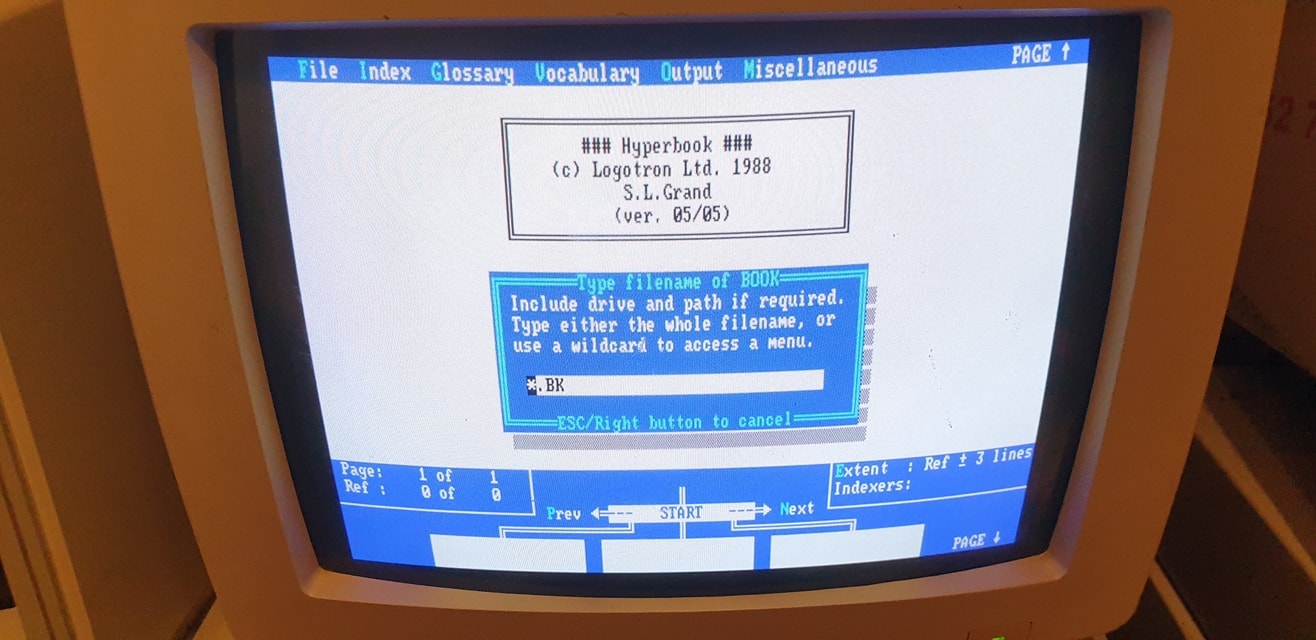 File Index Glossary Vocabulary Output Miscellaneous PAGE ↑
### Hyperbook ###
(c) Logotron Ltd. 1988
S.L.Grand
(ver. 05/05)
Type filename of BOOK
Include drive and path if required.
Type either the whole filename, or
use a wildcard to access a menu.
*.BK
ESC/Right button to cancel
Page: 1 of 1
Ref : 0 of 0
Extent : Ref ± 3 lines
Indexers:
Prev ←--- START ---→ Next
PAGE ↓